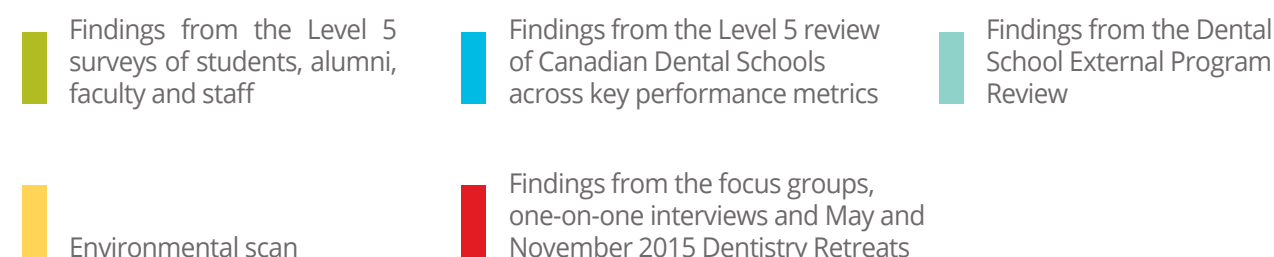 Findings from the Level 5
surveys of students, alumni,
faculty and staff
Findings from the Level 5 review
of Canadian Dental Schools
across key performance metrics
Findings from the Dental
School External Program
Review
Environmental scan
Findings from the focus groups,
one-on-one interviews and May and
November 2015 Dentistry Retreats